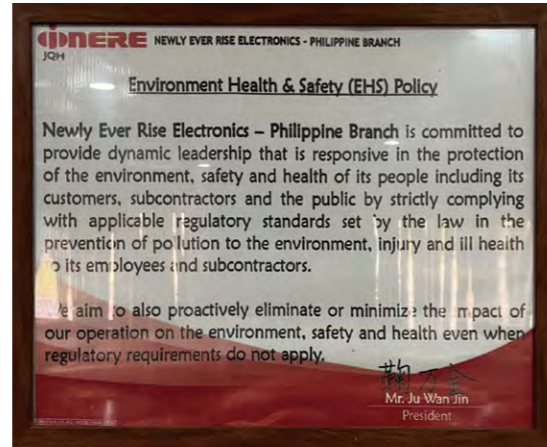 NERE NEWLY EVER RISE ELECTRONICS - PHILIPPINE BRANCH
JQH
Environment Health & Safety (EHS) Policy
Newly Ever Rise Electronics – Philippine Branch is committed to
provide dynamic leadership that is responsive in the protection
of the environment, safety and health of its people including its
customers, subcontractors and the public by strictly complying
with applicable regulatory standards set by the law in the
prevention of pollution to the environment, injury and ill health
to its employees and subcontractors.
We aim to also proactively eliminate or minimize the impact of
our operation on the environment, safety and health even when
regulatory requirements do not apply.
鞠万金
Mr. Ju Wan Jin
President